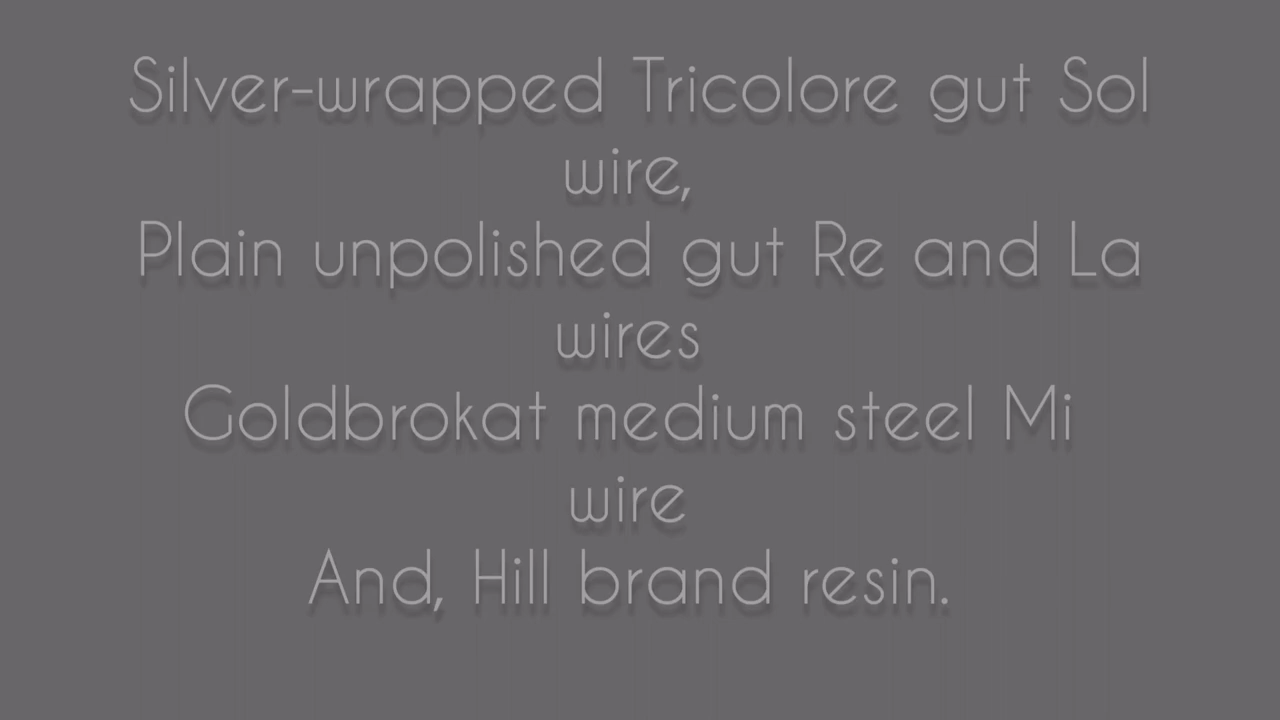 Silver-wrapped Tricolore gut Sol
wire,
Plain unpolished gut Re and La
wires
Goldbrokat medium steel Mi
wire
And, Hill brand resin.